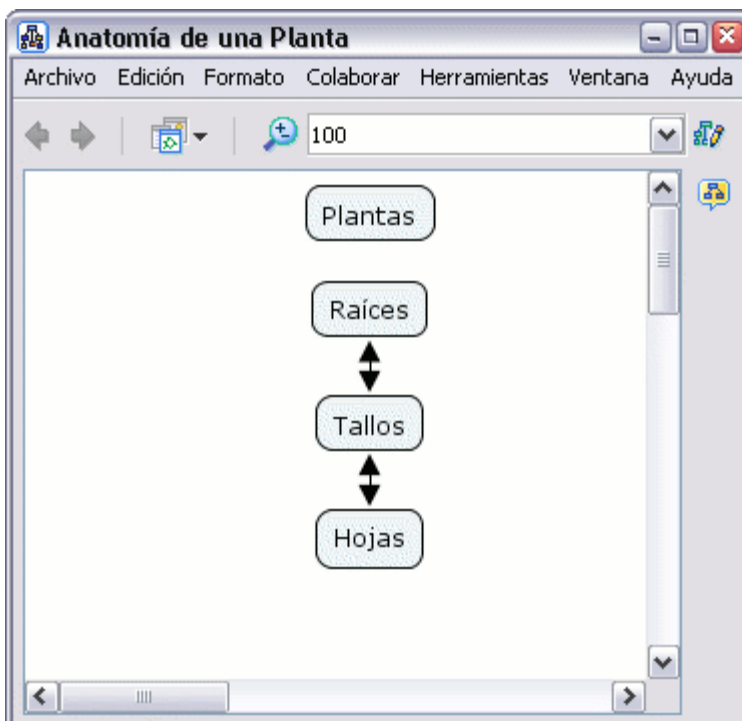 Anatomía de una Planta
Archivo Edición Formato Colaborar Herramientas Ventana Ayuda
100
Plantas
Raíces
Tallos
Hojas